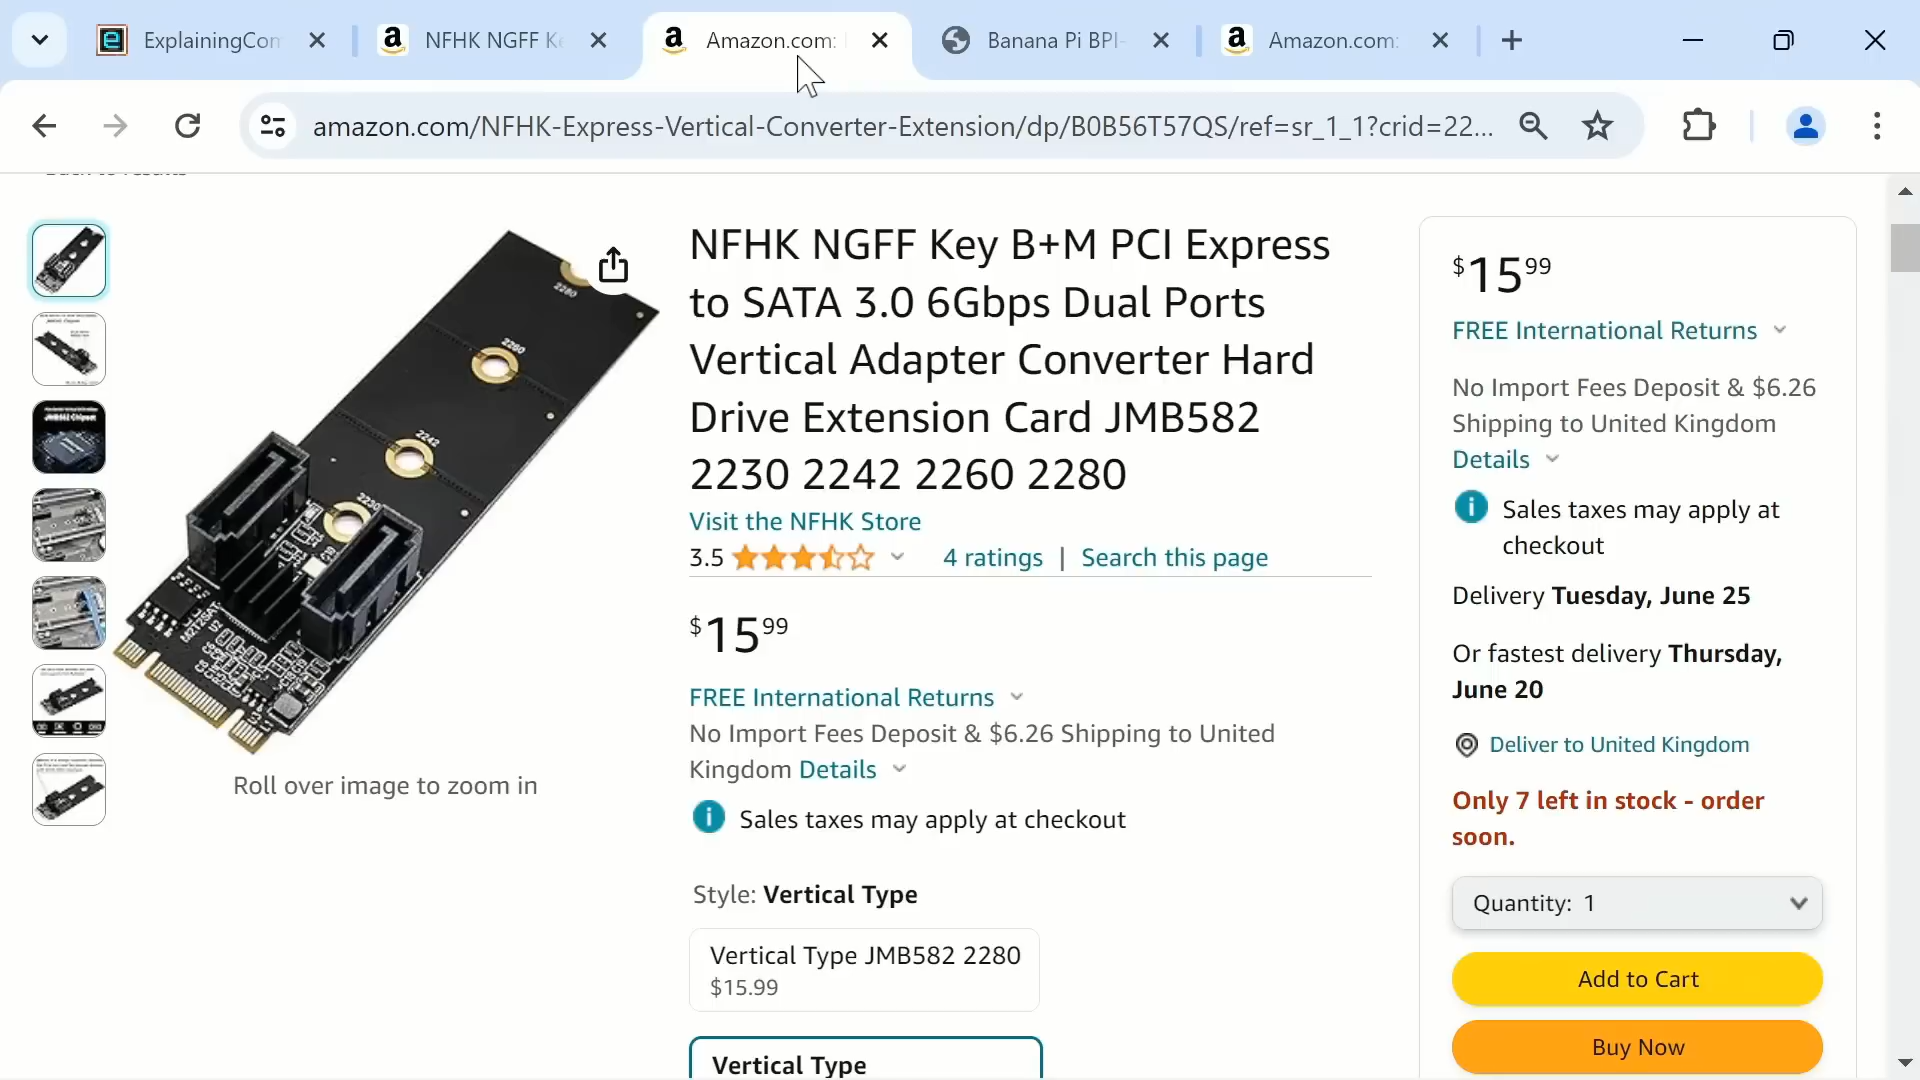 ExplainingCom
NFHK NGFF Ke
Amazon.com:
Banana Pi BPI-
Amazon.com:
amazon.com/NFHK-Express-Vertical-Converter-Extension/dp/B0B56T57QS/ref=sr_1_1?crid=22...
2280
2260
2242
2230
M2T2SAT
NFHK NGFF Key B+M PCI Express
to SATA 3.0 6Gbps Dual Ports
Vertical Adapter Converter Hard
Drive Extension Card JMB582
2230 2242 2260 2280
Visit the NFHK Store
3.5
4 ratings | Search this page
$15 99
FREE International Returns
No Import Fees Deposit & $6.26 Shipping to United
Kingdom Details
Sales taxes may apply at checkout
Style: Vertical Type
Vertical Type JMB582 2280
$15.99
Vertical Type
Roll over image to zoom in
$15 99
FREE International Returns
No Import Fees Deposit & $6.26
Shipping to United Kingdom
Details
Sales taxes may apply at
checkout
Delivery Tuesday, June 25
Or fastest delivery Thursday,
June 20
Deliver to United Kingdom
Only 7 left in stock - order
soon.
Quantity: 1
Add to Cart
Buy Now